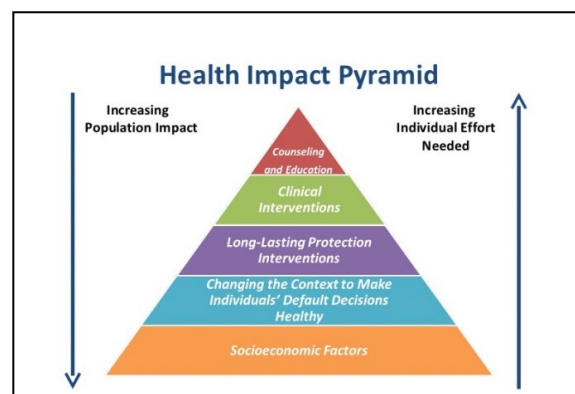 Health Impact Pyramid
Increasing
Population Impact
Increasing
Individual Effort
Needed
Counseling
and Education
Clinical
Interventions
Long-Lasting Protection
Interventions
Changing the Context to Make
Individuals' Default Decisions
Healthy
Socioeconomic Factors